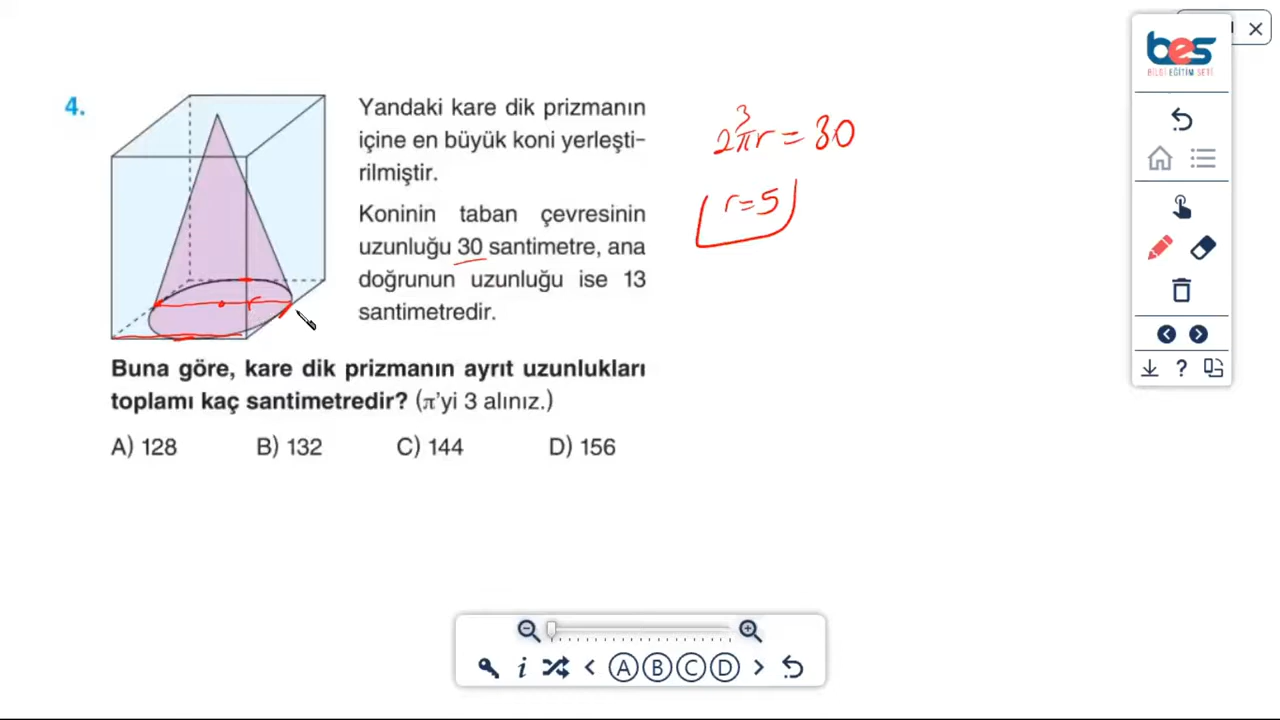 4.
Yandaki kare dik prizmanın
içine en büyük koni yerleşti-
rilmiştir.
Koninin taban çevresinin
uzunluğu 30 santimetre, ana
doğrunun uzunluğu ise 13
santimetredir.
r
Buna göre, kare dik prizmanın ayrıt uzunlukları
toplamı kaç santimetredir? (π'yi 3 alınız.)
A) 128 B) 132 C) 144 D) 156
3
2πr = 30
r = 5
bes
BİLGİ EĞİTİM SETİ
?
i A B C D